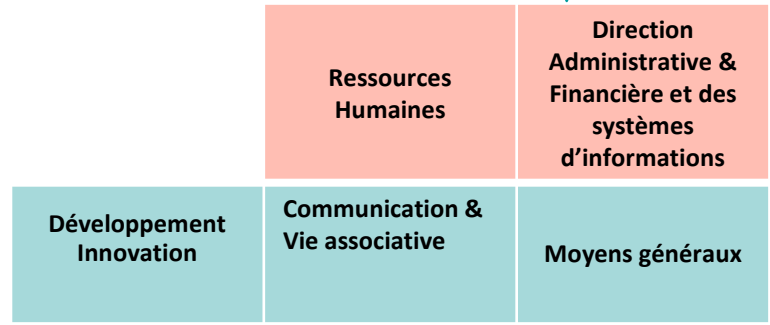 Ressources
Humaines
Direction
Administrative &
Financière et des
systèmes
d’informations
Développement
Innovation
Communication &
Vie associative
Moyens généraux